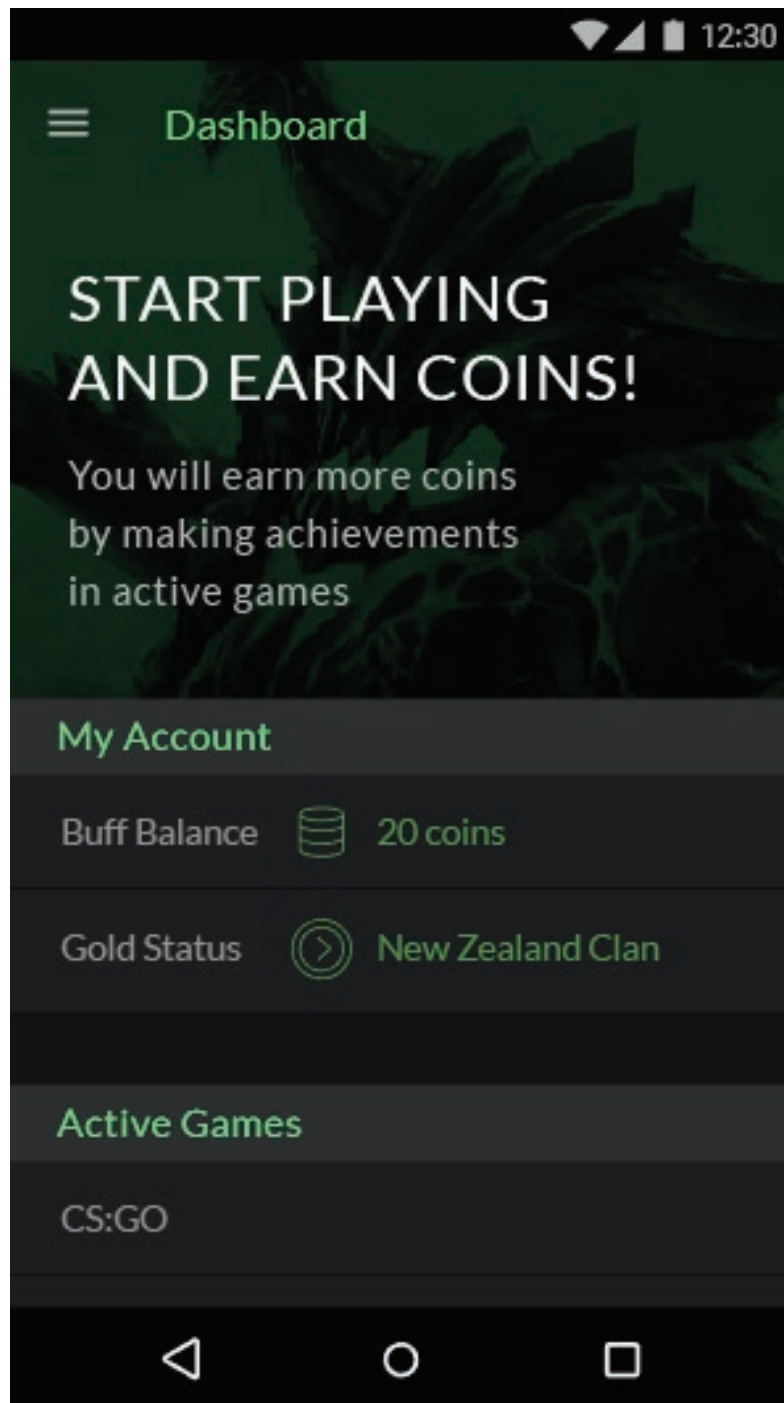 12:30
Dashboard
START PLAYING
AND EARN COINS!
You will earn more coins
by making achievements
in active games
My Account
Buff Balance 20 coins
Gold Status New Zealand Clan
Active Games
CS:GO